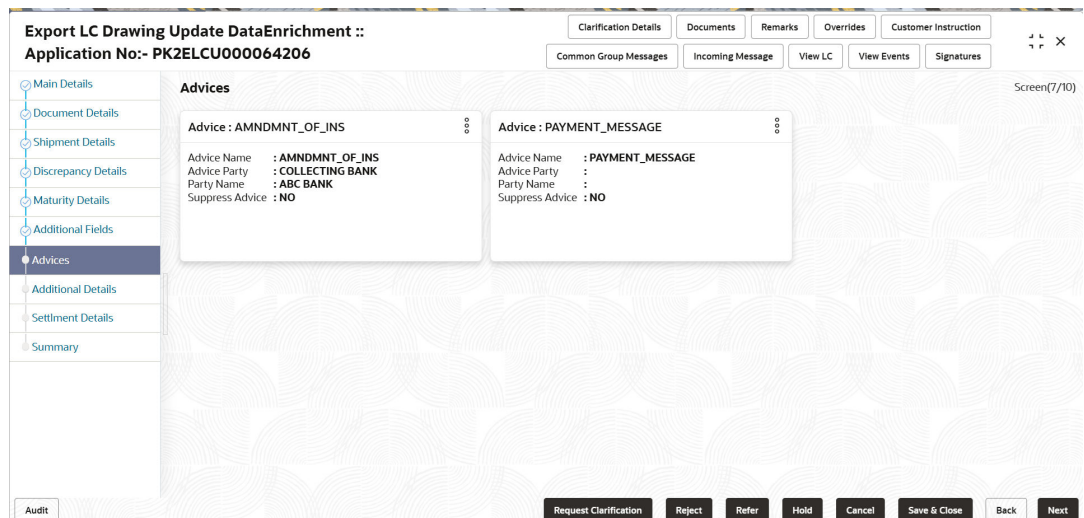 Export LC Drawing Update DataEnrichment ::
Application No:- PK2ELCU000064206
Clarification Details
Documents
Remarks
Overrides
Customer Instruction
Common Group Messages
Incoming Message
View LC
View Events
Signatures
Main Details
Document Details
Shipment Details
Discrepancy Details
Maturity Details
Additional Fields
Advices
Additional Details
Settlment Details
Summary
Advices
Screen(7/10)
Advice : AMNDMNT_OF_INS
Advice Name : AMNDMNT_OF_INS
Advice Party : COLLECTING BANK
Party Name : ABC BANK
Suppress Advice : NO
Advice : PAYMENT_MESSAGE
Advice Name : PAYMENT_MESSAGE
Advice Party :
Party Name :
Suppress Advice : NO
Audit
Request Clarification
Reject
Refer
Hold
Cancel
Save & Close
Back
Next